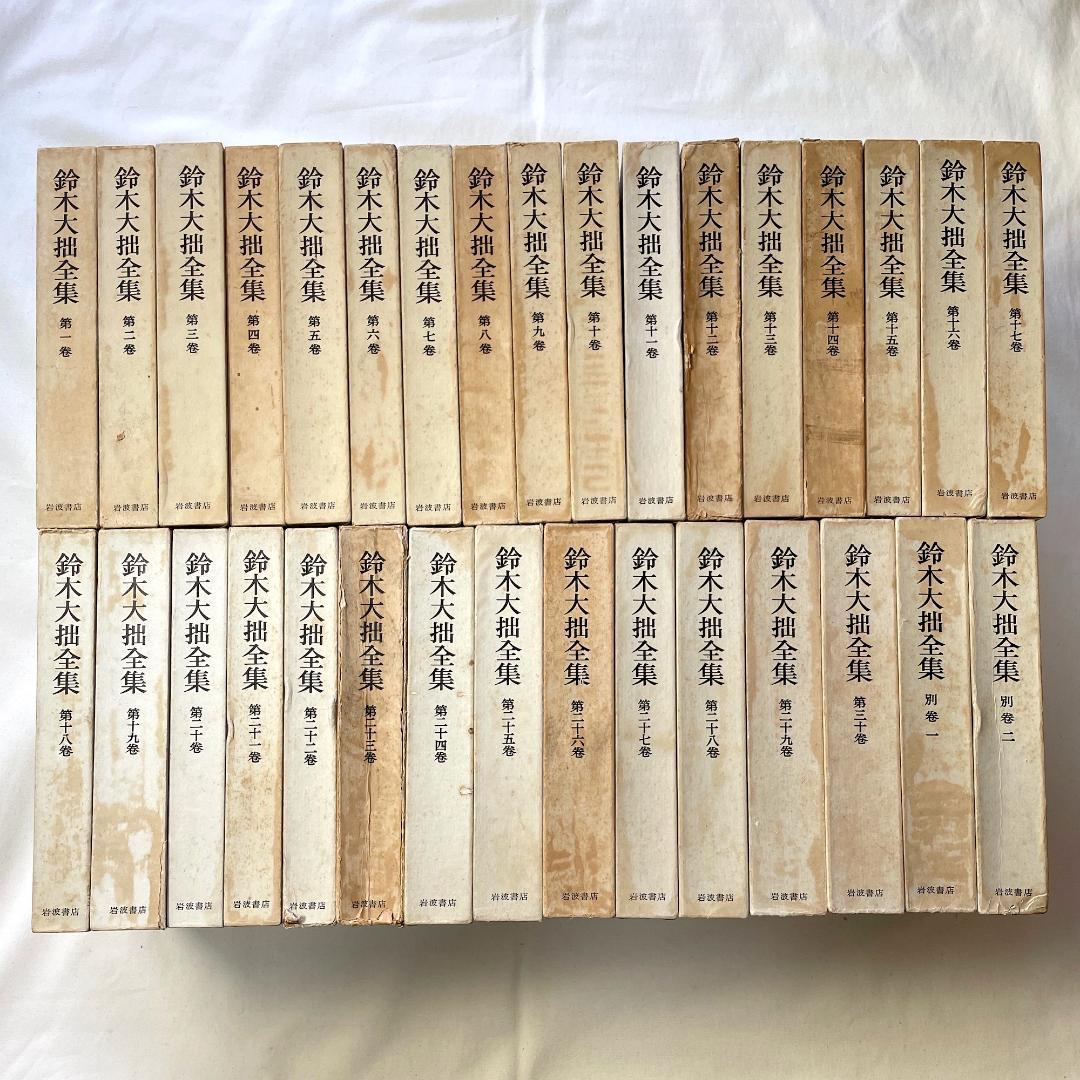 鈴木大拙全集 第一巻 岩波書店
鈴木大拙全集 第二巻 岩波書店
鈴木大拙全集 第三巻 岩波書店
鈴木大拙全集 第四巻 岩波書店
鈴木大拙全集 第五巻 岩波書店
鈴木大拙全集 第六巻 岩波書店
鈴木大拙全集 第七巻 岩波書店
鈴木大拙全集 第八巻 岩波書店
鈴木大拙全集 第九巻 岩波書店
鈴木大拙全集 第十巻 岩波書店
鈴木大拙全集 第十一巻 岩波書店
鈴木大拙全集 第十二巻 岩波書店
鈴木大拙全集 第十三巻 岩波書店
鈴木大拙全集 第十四巻 岩波書店
鈴木大拙全集 第十五巻 岩波書店
鈴木大拙全集 第十六巻 岩波書店
鈴木大拙全集 第十七巻 岩波書店
鈴木大拙全集 第十八巻 岩波書店
鈴木大拙全集 第十九巻 岩波書店
鈴木大拙全集 第二十巻 岩波書店
鈴木大拙全集 第二十一巻 岩波書店
鈴木大拙全集 第二十二巻 岩波書店
鈴木大拙全集 第二十三巻 岩波書店
鈴木大拙全集 第二十四巻 岩波書店
鈴木大拙全集 第二十五巻 岩波書店
鈴木大拙全集 第二十六巻 岩波書店
鈴木大拙全集 第二十七巻 岩波書店
鈴木大拙全集 第二十八巻 岩波書店
鈴木大拙全集 第二十九巻 岩波書店
鈴木大拙全集 第三十巻 岩波書店
鈴木大拙全集 別巻一 岩波書店
鈴木大拙全集 別巻二 岩波書店